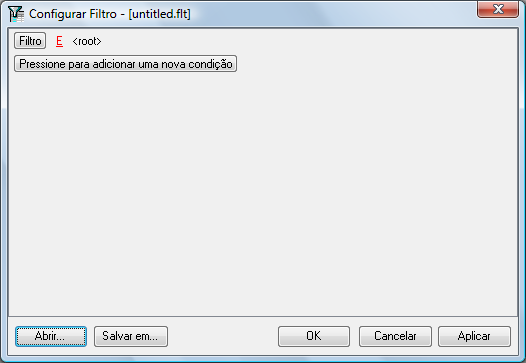 Configurar Filtro - [untitled.flt]
Filtro E <root>
Pressione para adicionar uma nova condição
Abrir... Salvar em... OK Cancelar Aplicar